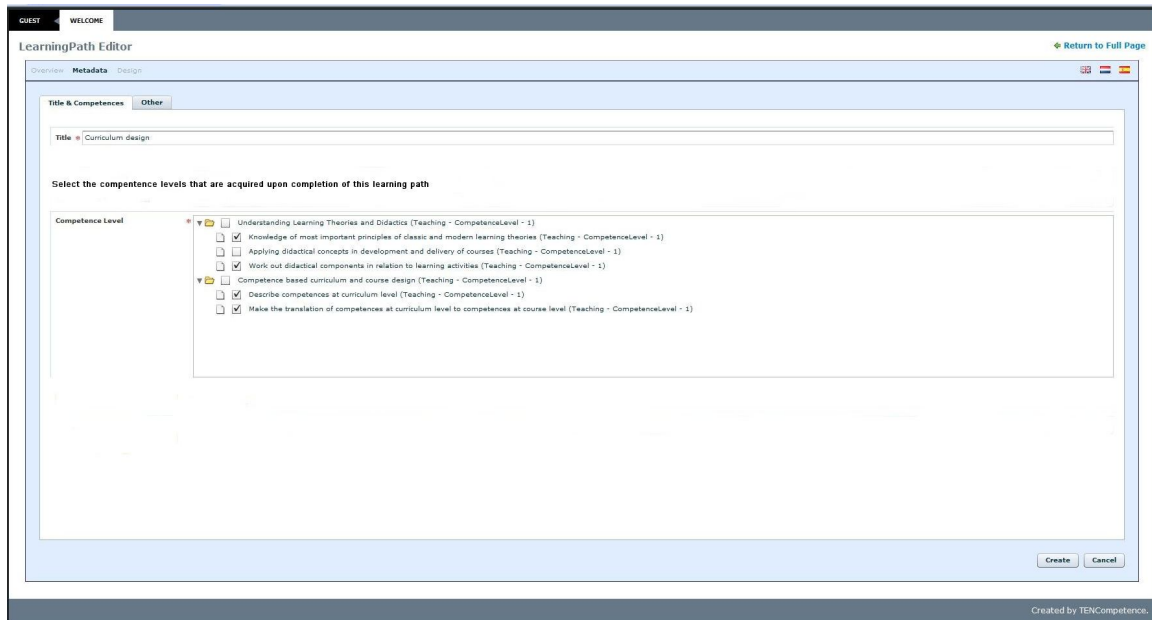 GUEST WELCOME
LearningPath Editor
Return to Full Page
Overview Metadata Design
Title & Competences Other
Title * Curriculum design
Select the compentence levels that are acquired upon completion of this learning path
Competence Level *
Understanding Learning Theories and Didactics (Teaching - CompetenceLevel - 1)
Knowledge of most important principles of classic and modern learning theories (Teaching - CompetenceLevel - 1)
Applying didactical concepts in development and delivery of courses (Teaching - CompetenceLevel - 1)
Work out didactical components in relation to learning activities (Teaching - CompetenceLevel - 1)
Competence based curriculum and course design (Teaching - CompetenceLevel - 1)
Describe competences at curriculum level (Teaching - CompetenceLevel - 1)
Make the translation of competences at curriculum level to competences at course level (Teaching - CompetenceLevel - 1)
Create Cancel
Created by TENCompetence.